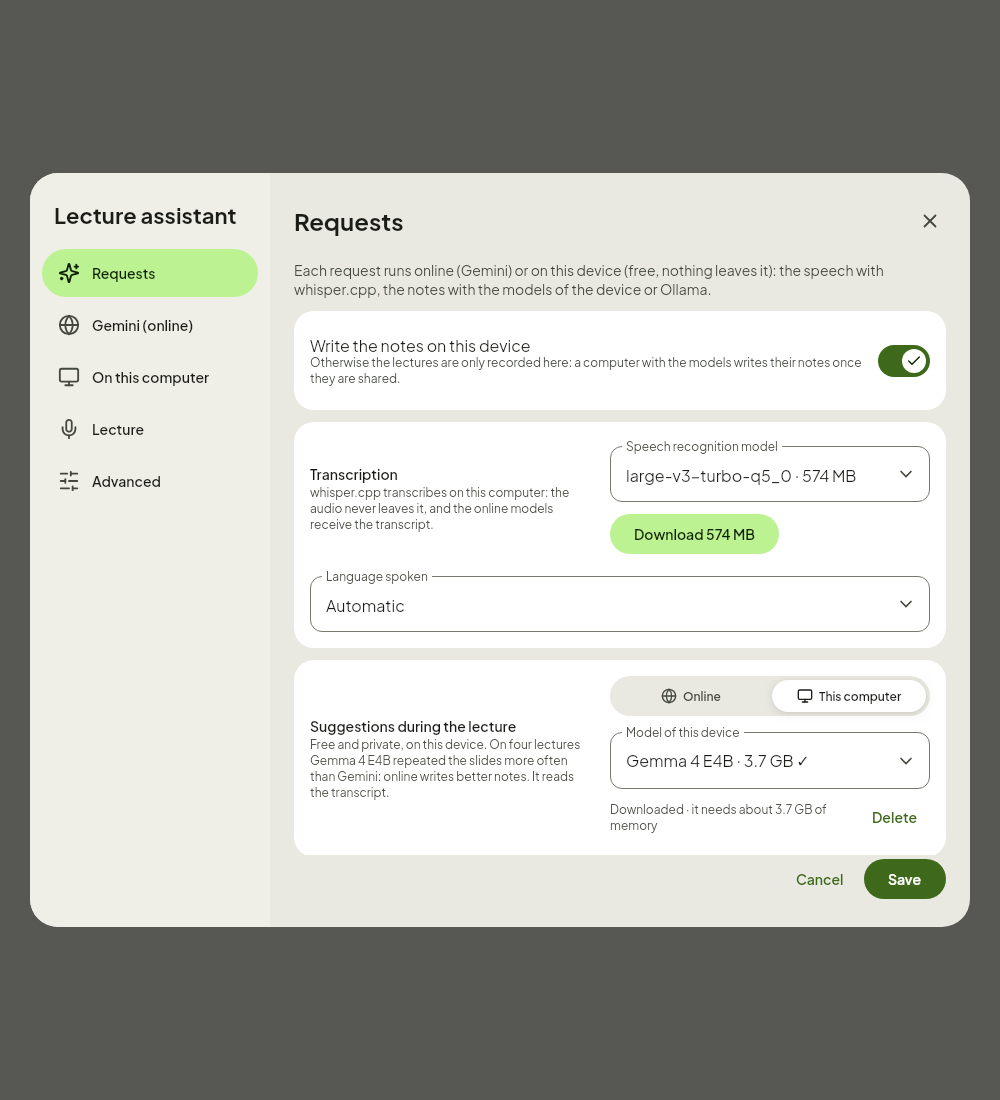 Lecture assistant
Requests
Gemini (online)
On this computer
Lecture
Advanced
Requests
Each request runs online (Gemini) or on this device (free, nothing leaves it): the speech with
whisper.cpp, the notes with the models of the device or Ollama.
Write the notes on this device
Otherwise the lectures are only recorded here: a computer with the models writes their notes once
they are shared.
Transcription
whisper.cpp transcribes on this computer: the
audio never leaves it, and the online models
receive the transcript.
Speech recognition model
large-v3-turbo-q5_0 · 574 MB
Download 574 MB
Language spoken
Automatic
Suggestions during the lecture
Free and private, on this device. On four lectures
Gemma 4 E4B repeated the slides more often
than Gemini: online writes better notes. It reads
the transcript.
Online
This computer
Model of this device
Gemma 4 E4B · 3.7 GB ✓
Downloaded · it needs about 3.7 GB of
memory
Delete
Cancel
Save